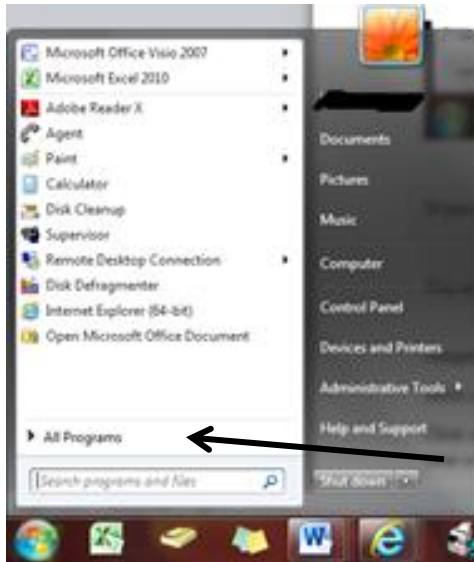 Microsoft Office Visio 2007
Microsoft Excel 2010
Adobe Reader X
Agent
Paint
Calculator
Disk Cleanup
Supervisor
Remote Desktop Connection
Disk Defragmenter
Internet Explorer (64-bit)
Open Microsoft Office Document
All Programs
Search programs and files
Documents
Pictures
Music
Computer
Control Panel
Devices and Printers
Administrative Tools
Help and Support
Shut down